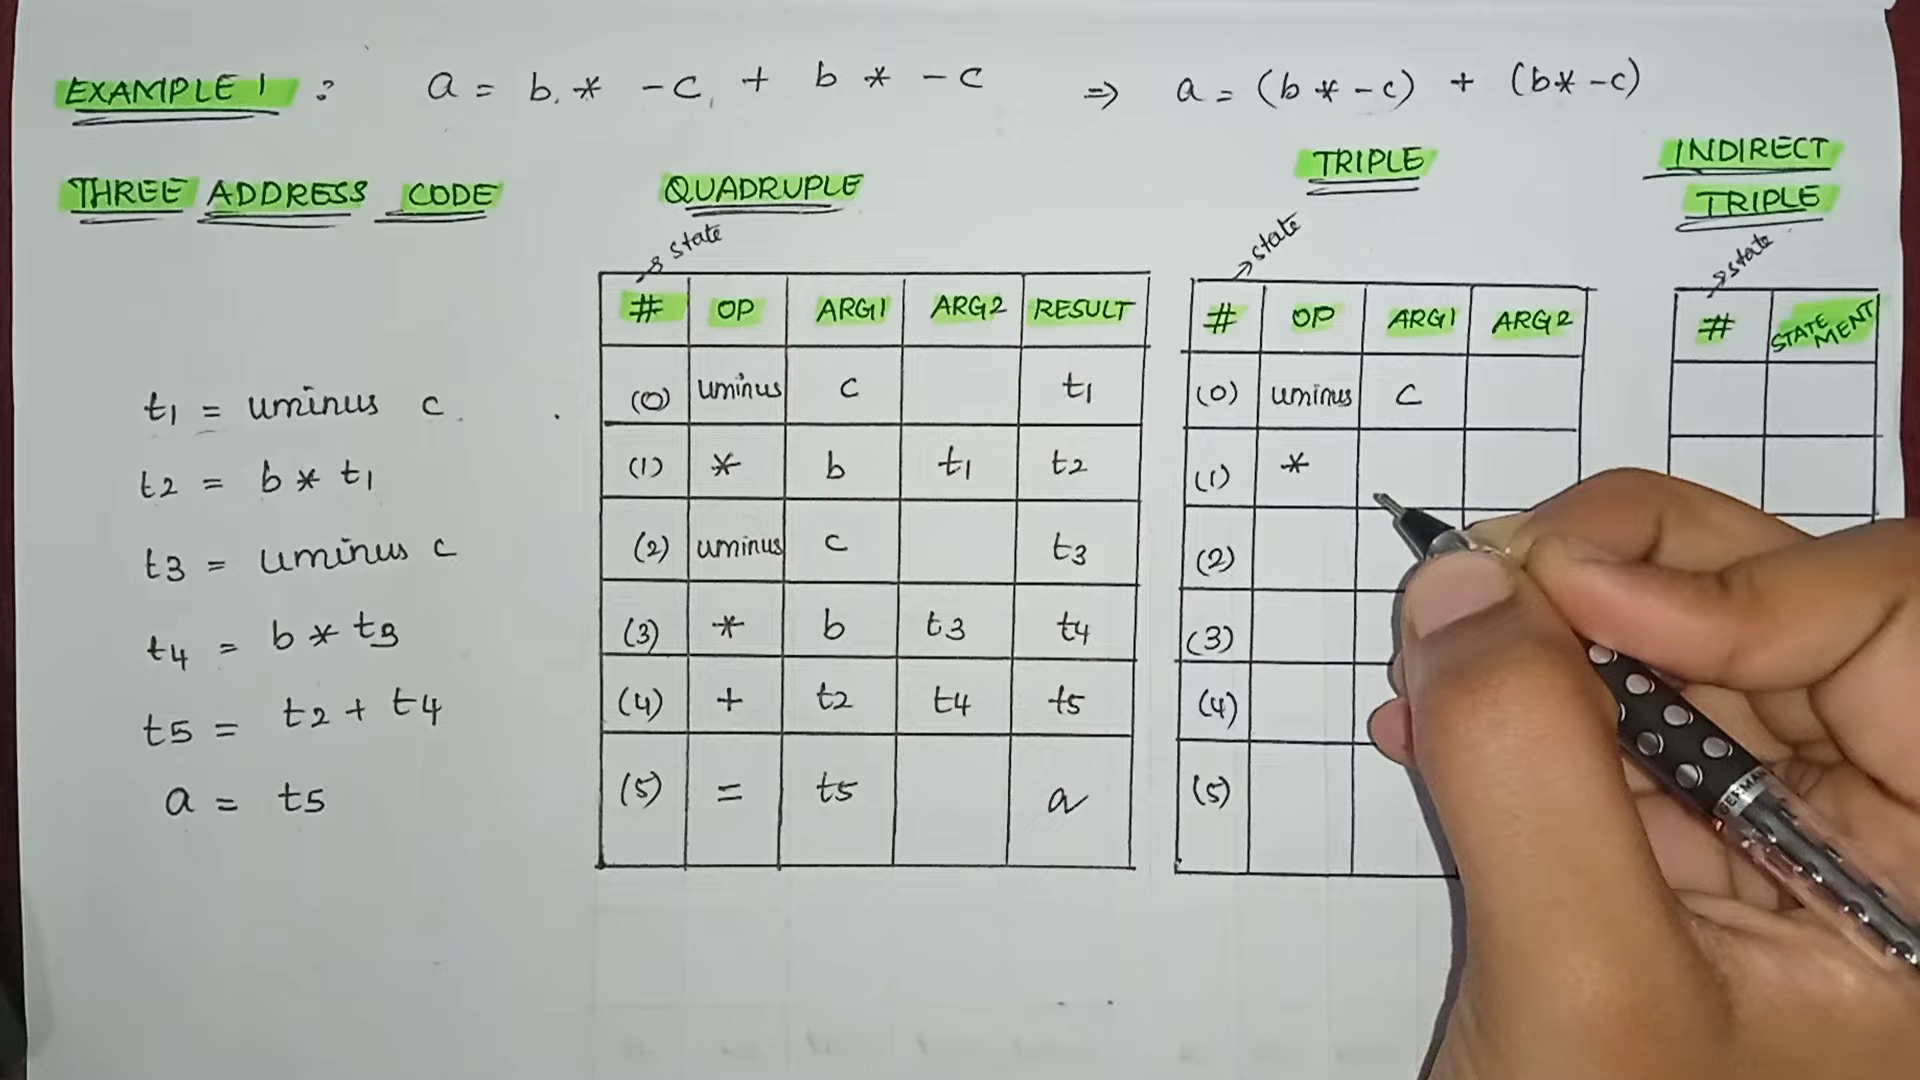 EXAMPLE 1 : a = b * -c + b * -c ⇒ a = (b * -c) + (b * -c)
THREE ADDRESS CODE
t1 = uminus c
t2 = b * t1
t3 = uminus c
t4 = b * t3
t5 = t2 + t4
a = t5
QUADRUPLE
→ state
# OP ARG1 ARG2 RESULT
(0) uminus c t1
(1) * b t1 t2
(2) uminus c t3
(3) * b t3 t4
(4) + t2 t4 t5
(5) = t5 a
TRIPLE
→ state
# OP ARG1 ARG2
(0) uminus c
(1) *
(2)
(3)
(4)
(5)
INDIRECT
TRIPLE
→ state
# STATE
MENT